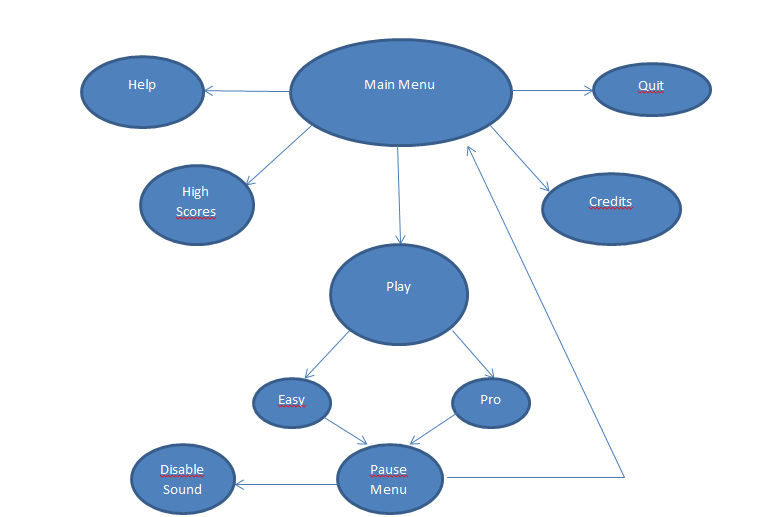 Help
Main Menu
Quit
High
Scores
Credits
Play
Easy
Pro
Disable
Sound
Pause
Menu